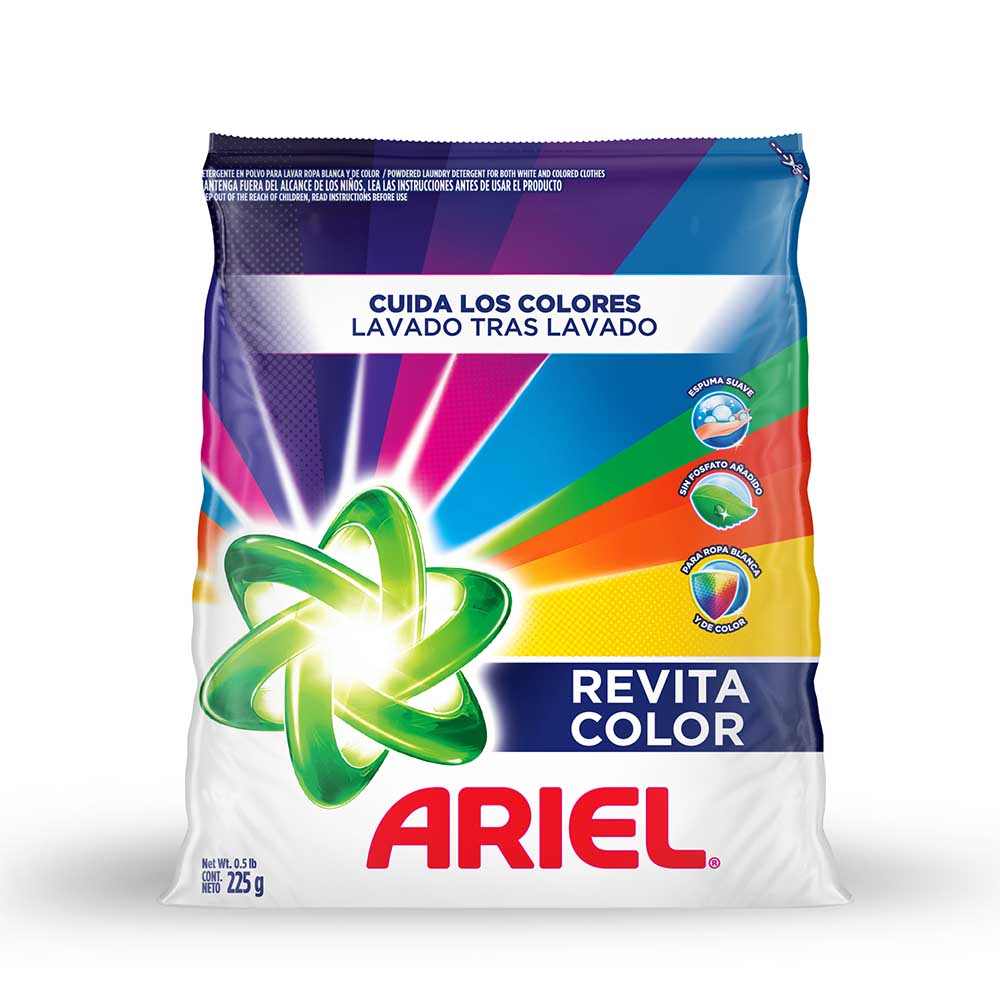 DETERGENTE EN POLVO PARA LAVAR ROPA BLANCA Y DE COLOR / POWDERED LAUNDRY DETERGENT FOR BOTH WHITE AND COLORED CLOTHES
MANTENGA FUERA DEL ALCANCE DE LOS NIÑOS, LEA LAS INSTRUCCIONES ANTES DE USAR EL PRODUCTO
KEEP OUT OF THE REACH OF CHILDREN, READ INSTRUCTIONS BEFORE USE
CUIDA LOS COLORES
LAVADO TRAS LAVADO
ESPUMA SUAVE
SIN FOSFATO AÑADIDO
PARA ROPA BLANCA
Y DE COLOR
REVITA
COLOR
ARIEL®
Net Wt. 0.5 lb
CONT.
NETO 225 g